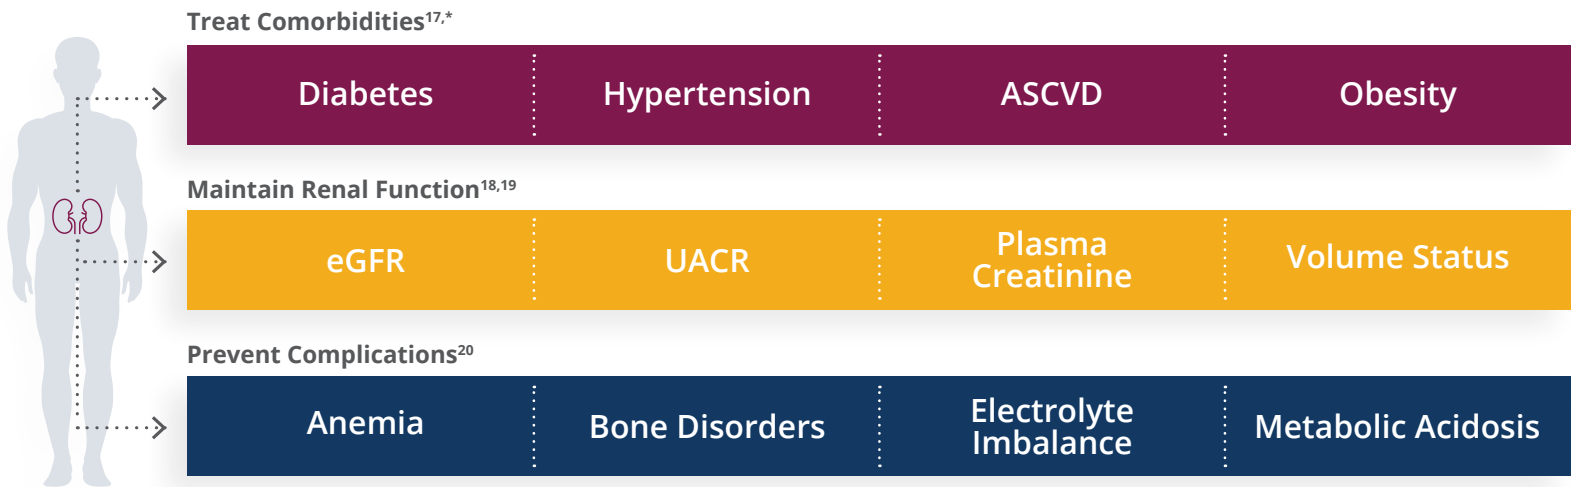 Treat Comorbidities17,*
Diabetes
Hypertension
ASCVD
Obesity
Maintain Renal Function18,19
eGFR
UACR
Plasma
Creatinine
Volume Status
Prevent Complications20
Anemia
Bone Disorders
Electrolyte
Imbalance
Metabolic Acidosis